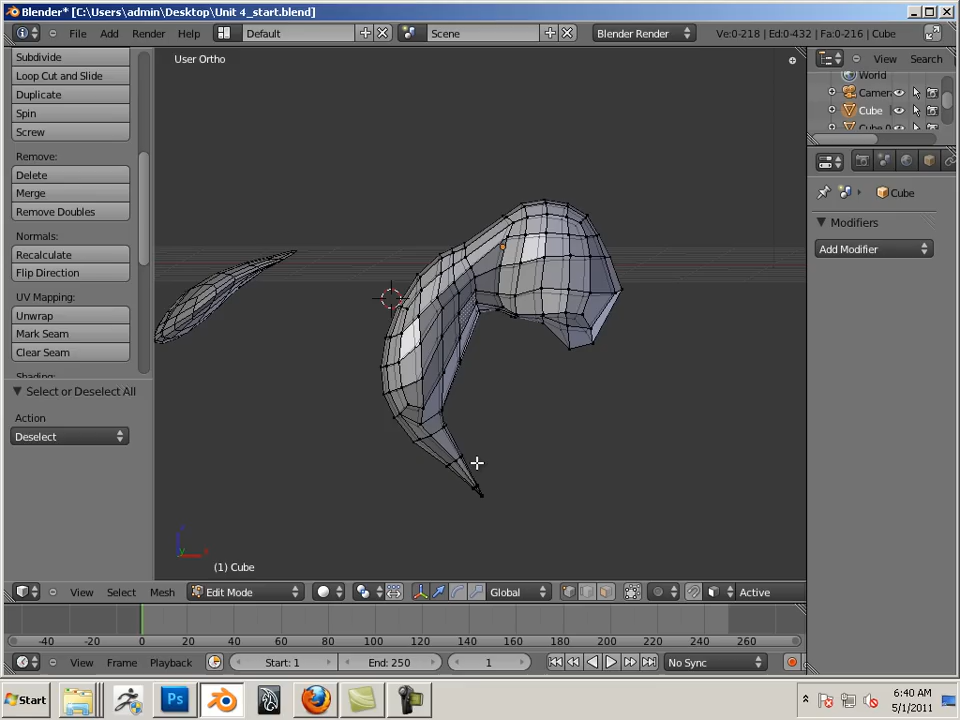 Blender* [C:\Users\admin\Desktop\Unit 4_start.blend]
File Add Render Help Default Scene Blender Render Ve:0-218 | Ed:0-432 | Fa:0-216 | Cube
Subdivide
Loop Cut and Slide
Duplicate
Spin
Screw
Remove:
Delete
Merge
Remove Doubles
Normals:
Recalculate
Flip Direction
UV Mapping:
Unwrap
Mark Seam
Clear Seam
Shading:
Select or Deselect All
Action
Deselect
User Ortho
(1) Cube
View Search
World
Camer
Cube
Cube
Modifiers
Add Modifier
View Select Mesh Edit Mode Global Active
-40 -20 0 20 40 60 80 100 120 140 160 180 200 220 240 260
View Frame Playback Start: 1 End: 250 1 No Sync
Start Ps 6:40 AM
5/1/2011